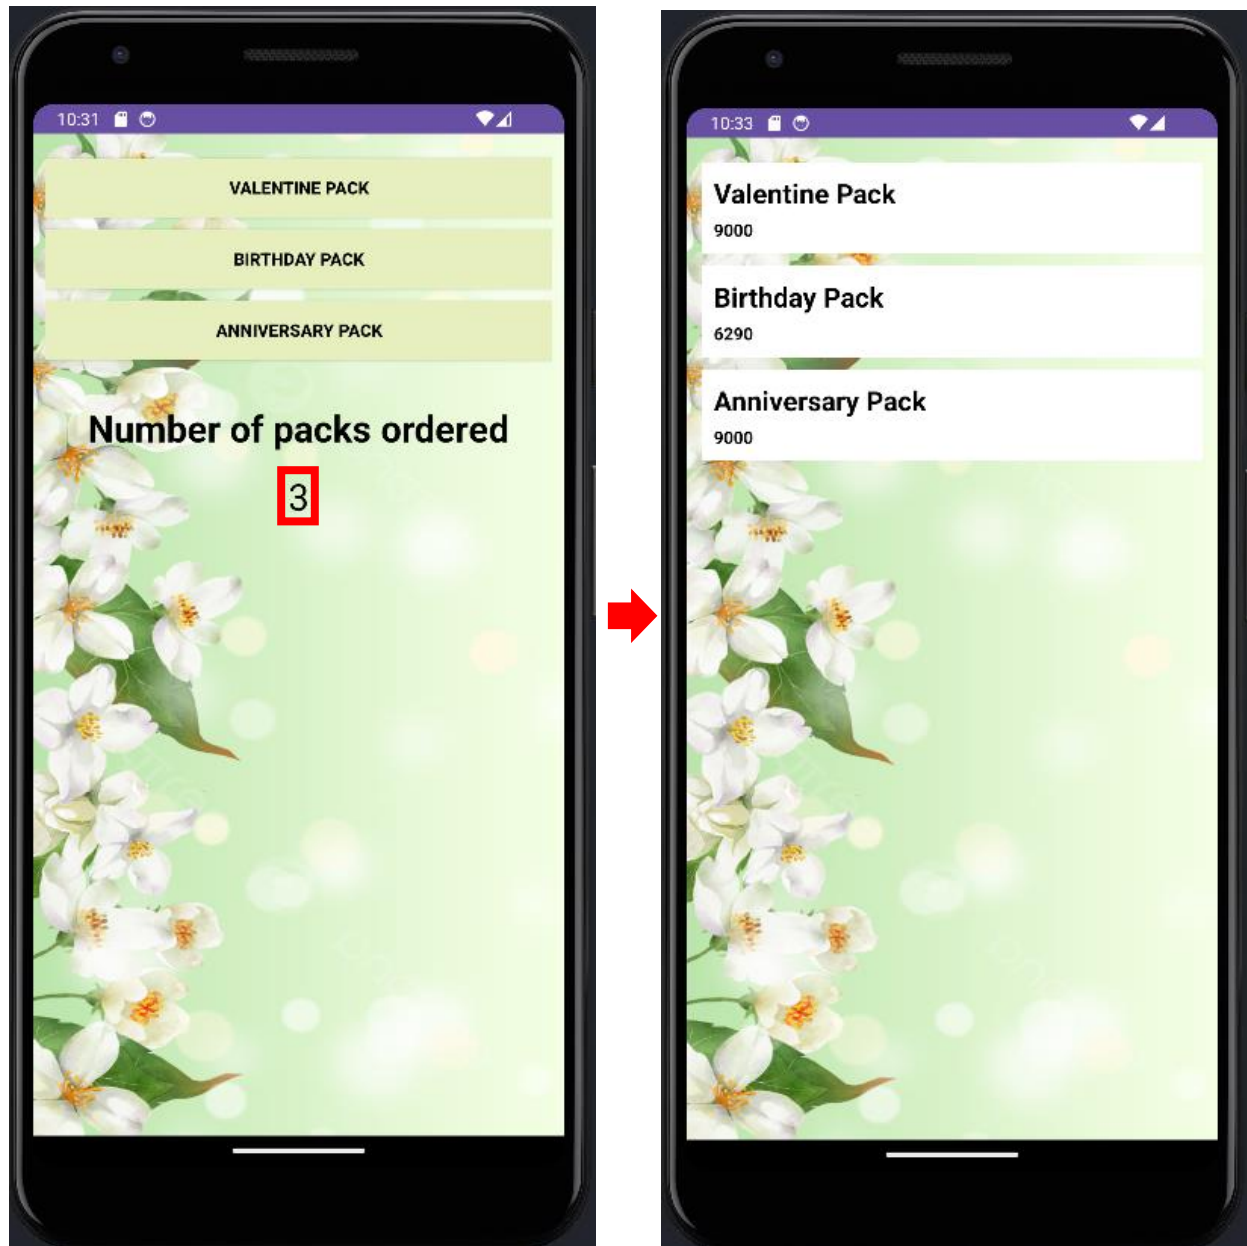 10:31
VALENTINE PACK
BIRTHDAY PACK
ANNIVERSARY PACK
Number of packs ordered
3
10:33
Valentine Pack
9000
Birthday Pack
6290
Anniversary Pack
9000